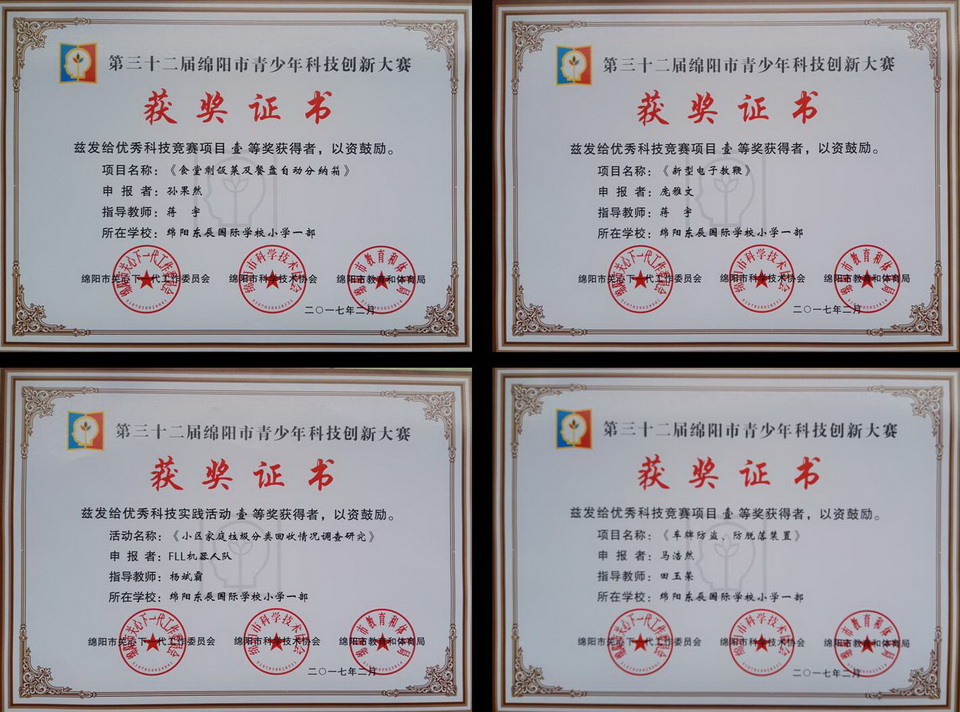 第三十二届绵阳市青少年科技创新大赛
获奖证书
兹发给优秀科技竞赛项目 壹 等奖获得者，以资鼓励。
项目名称：《食堂剩饭菜及餐盘自动分纳箱》
申 报 者：孙果然
指导教师：蒋 宇
所在学校：绵阳东辰国际学校小学一部
绵阳市关心下一代工作委员会 绵阳市科学技术协会 绵阳市教育和体育局
二〇一七年二月
第三十二届绵阳市青少年科技创新大赛
获奖证书
兹发给优秀科技竞赛项目 壹 等奖获得者，以资鼓励。
项目名称：《新型电子教鞭》
申 报 者：庞雅文
指导教师：蒋 宇
所在学校：绵阳东辰国际学校小学一部
绵阳市关心下一代工作委员会 绵阳市科学技术协会 绵阳市教育和体育局
二〇一七年二月
第三十二届绵阳市青少年科技创新大赛
获奖证书
兹发给优秀科技实践活动 壹 等奖获得者，以资鼓励。
活动名称：《小区家庭垃圾分类回收情况调查研究》
申 报 者：FLL机器人队
指导教师：杨斌霸
所在学校：绵阳东辰国际学校小学一部
绵阳市关心下一代工作委员会 绵阳市科学技术协会 绵阳市教育和体育局
二〇一七年二月
第三十二届绵阳市青少年科技创新大赛
获奖证书
兹发给优秀科技竞赛项目 壹 等奖获得者，以资鼓励。
项目名称：《车牌防盗、防脱落装置》
申 报 者：马浩然
指导教师：田玉果
所在学校：绵阳东辰国际学校小学一部
绵阳市关心下一代工作委员会 绵阳市科学技术协会 绵阳市教育和体育局
二〇一七年二月